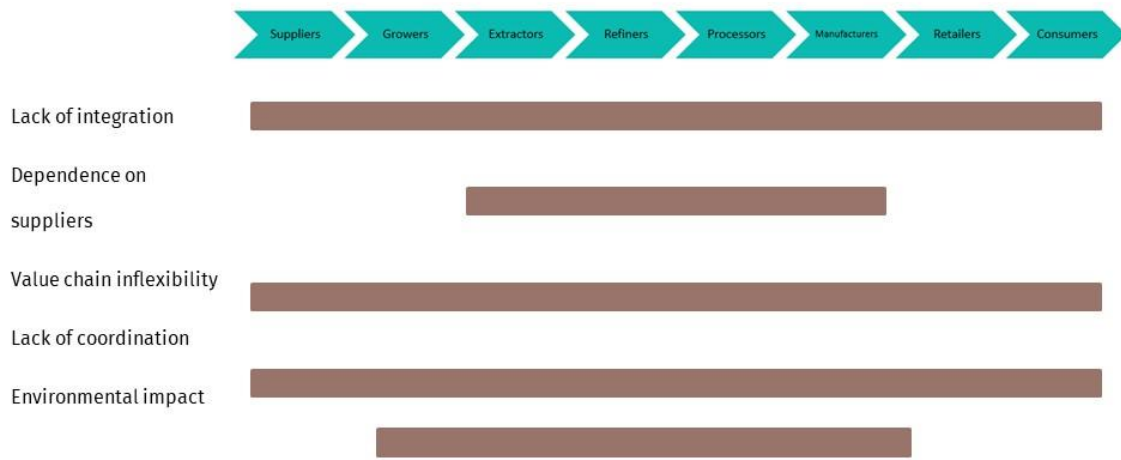 Suppliers Growers Extractors Refiners Processors Manufacturers Retailers Consumers
Lack of integration
Dependence on
suppliers
Value chain inflexibility
Lack of coordination
Environmental impact